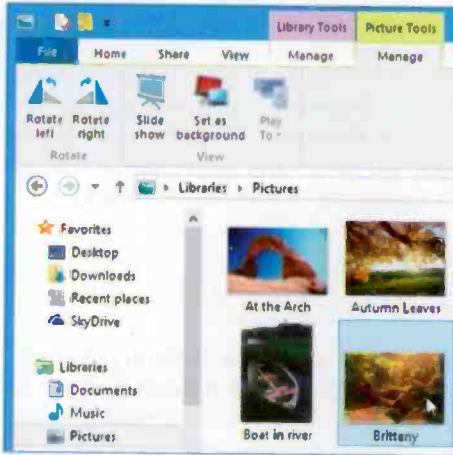 Library Tools Picture Tools
File Home Share View Manage Manage
Rotate left
Rotate right
Slide show
Set as background
Play To
Rotate
View
Libraries Pictures
Favorites
Desktop
Downloads
Recent places
SkyDrive
Libraries
Documents
Music
Pictures
At the Arch
Autumn Leaves
Boat in river
Brittany